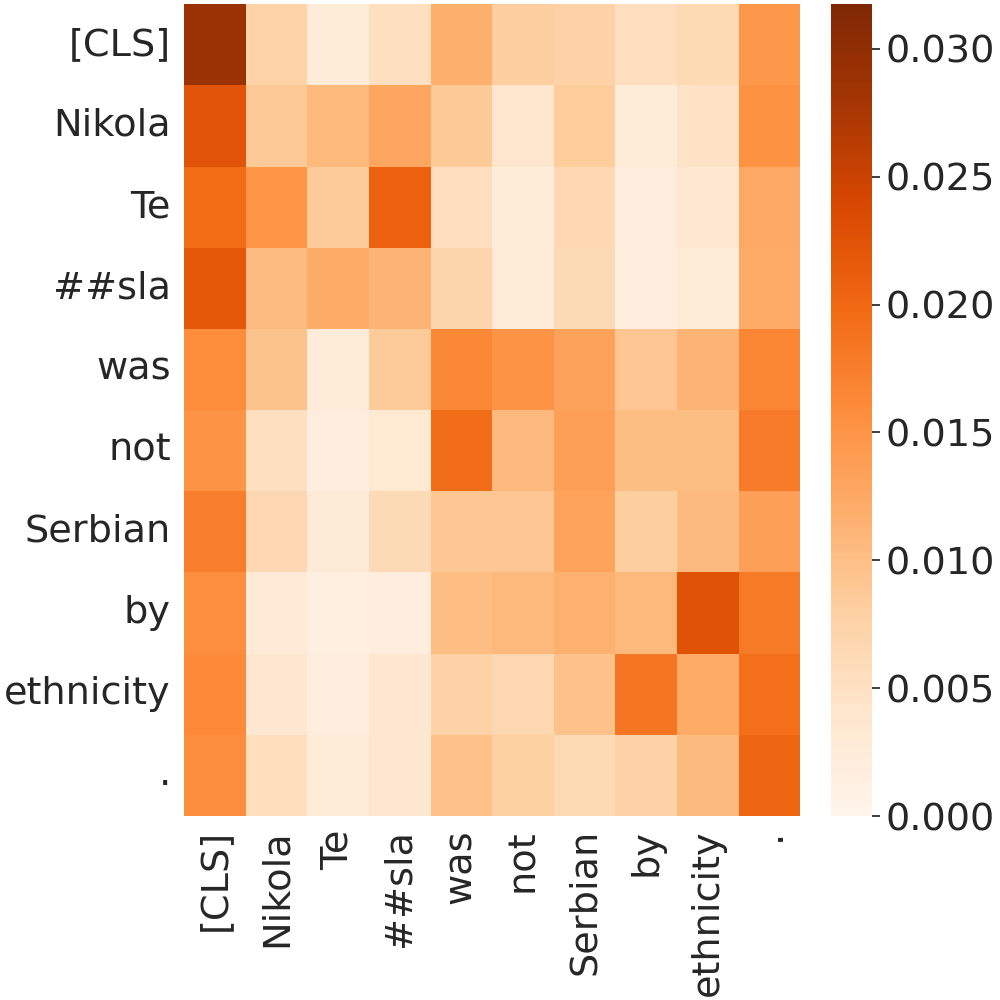 [CLS]
Nikola
Te
##sla
was
not
Serbian
by
ethnicity
.
[CLS]
Nikola
Te
##sla
was
not
Serbian
by
ethnicity
.
0.030
0.025
0.020
0.015
0.010
0.005
0.000